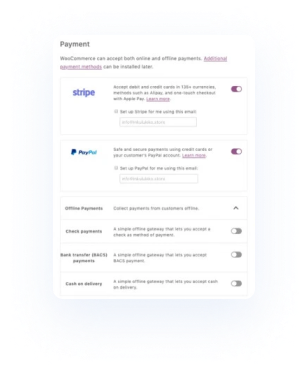 Payment
WooCommerce can accept both online and offline payments. Additional
payment methods can be installed later.
stripe
Accept debit and credit cards in 135+ currencies,
methods such as Alipay, and one-touch checkout
with Apple Pay. Learn more.
Set up Stripe for me using this email:
PayPal
Safe and secure payments using credit cards or
your customer's PayPal account. Learn more.
Set up PayPal for me using this email:
Offline Payments
Collect payments from customers offline.
Check payments
A simple offline gateway that lets you accept a
check as method of payment.
Bank transfer (BACS)
payments
A simple offline gateway that lets you accept
BACS payment.
Cash on delivery
A simple offline gateway that lets you accept cash
on delivery.